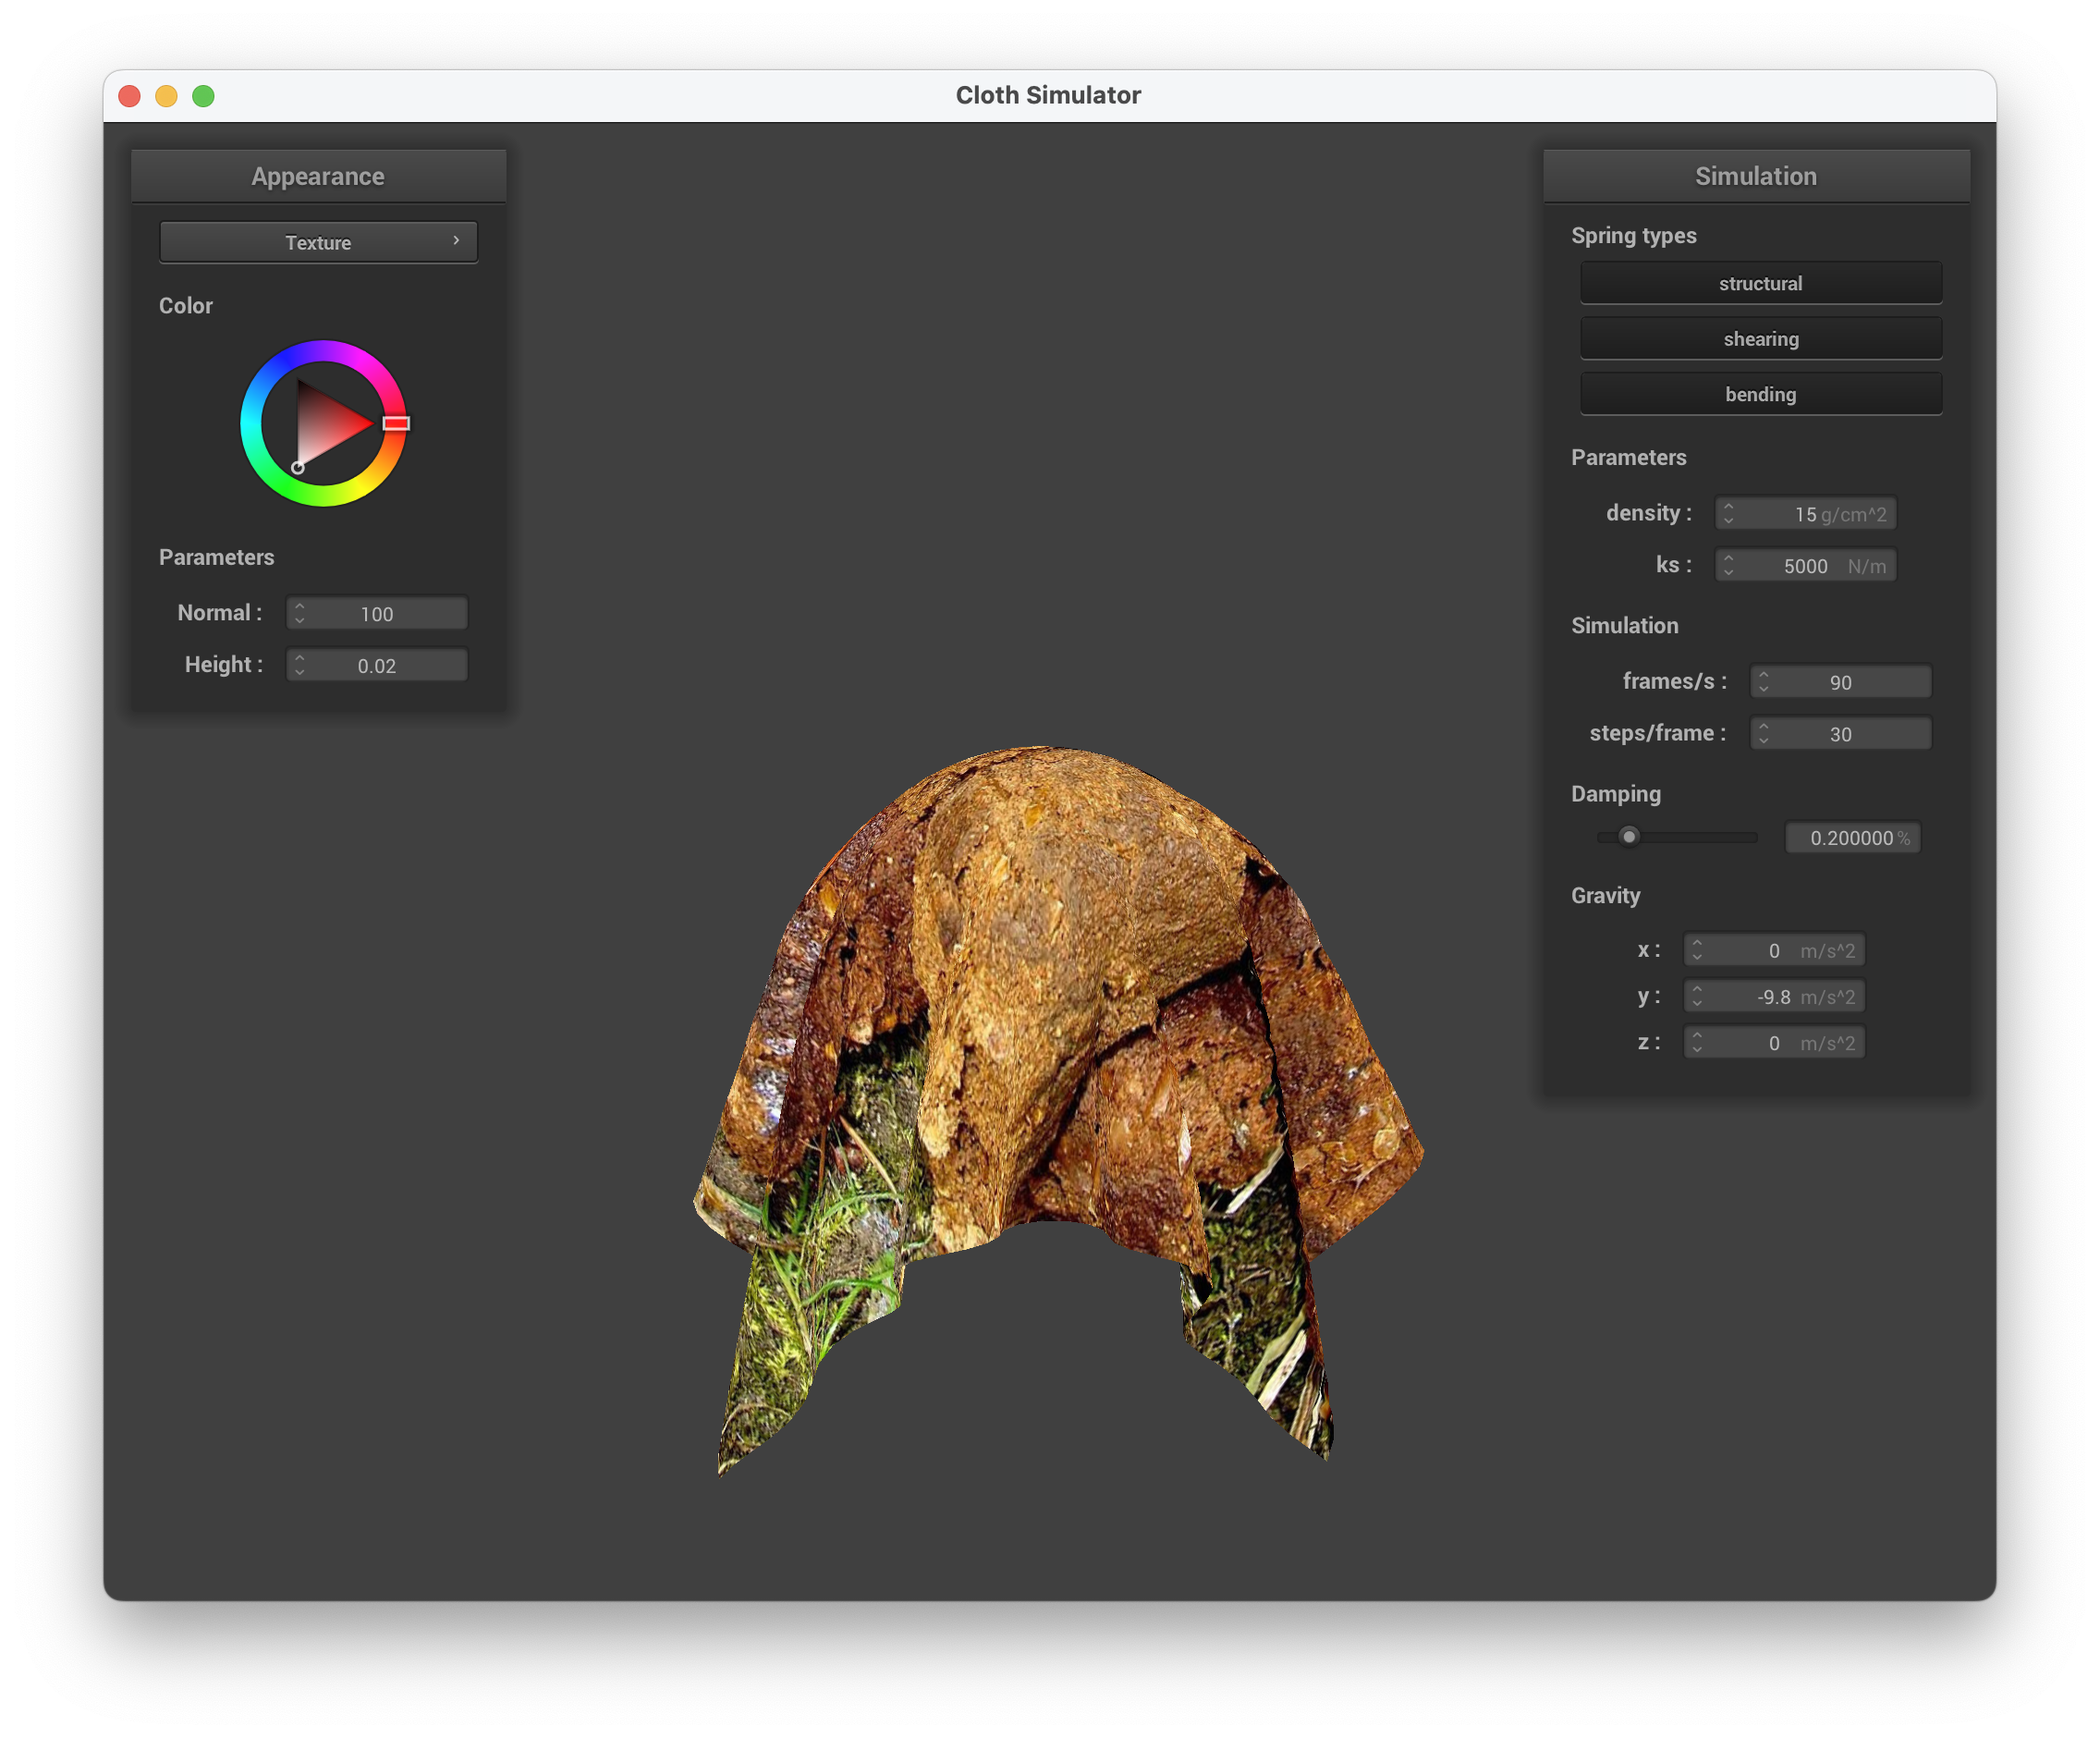 Cloth Simulator
Appearance
Texture
Color
Parameters
Normal : 100
Height : 0.02
Simulation
Spring types
structural
shearing
bending
Parameters
density : 15 g/cm^2
ks : 5000 N/m
Simulation
frames/s : 90
steps/frame : 30
Damping
0.200000 %
Gravity
x : 0 m/s^2
y : -9.8 m/s^2
z : 0 m/s^2